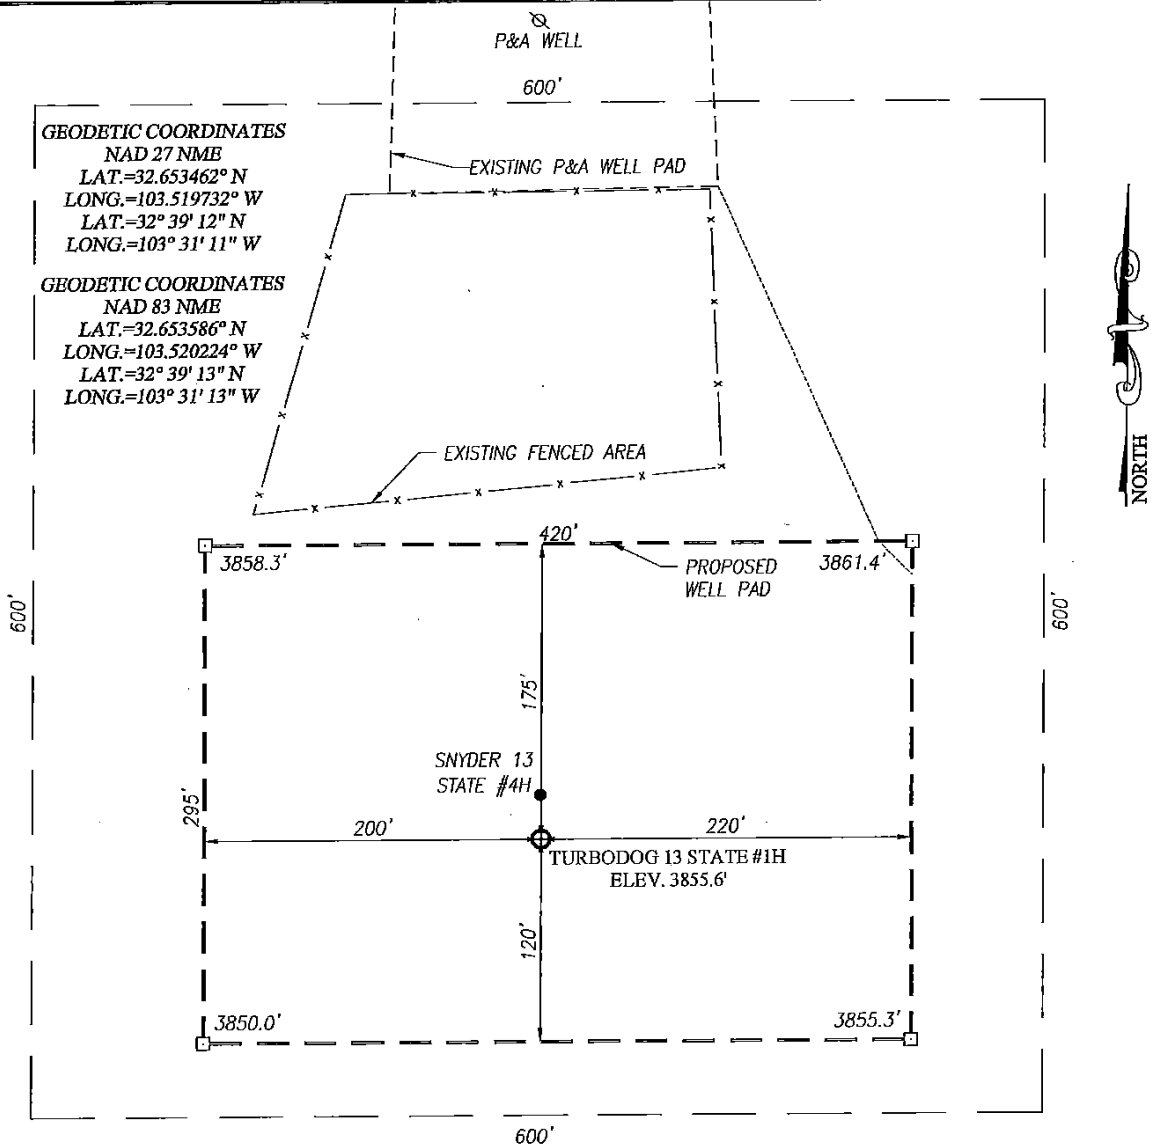 P&A WELL
600'
GEODETIC COORDINATES
NAD 27 NME
LAT.=32.653462° N
LONG.=103.519732° W
LAT.=32° 39' 12" N
LONG.=103° 31' 11" W
EXISTING P&A WELL PAD
GEODETIC COORDINATES
NAD 83 NME
LAT.=32.653586° N
LONG.=103.520224° W
LAT.=32° 39' 13" N
LONG.=103° 31' 13" W
NORTH
EXISTING FENCED AREA
420'
3858.3'
PROPOSED
WELL PAD
3861.4'
600'
600'
175'
SNYDER 13
STATE #4H
295'
200'
220'
TURBODOG 13 STATE #1H
ELEV. 3855.6'
120'
3850.0'
3855.3'
600'